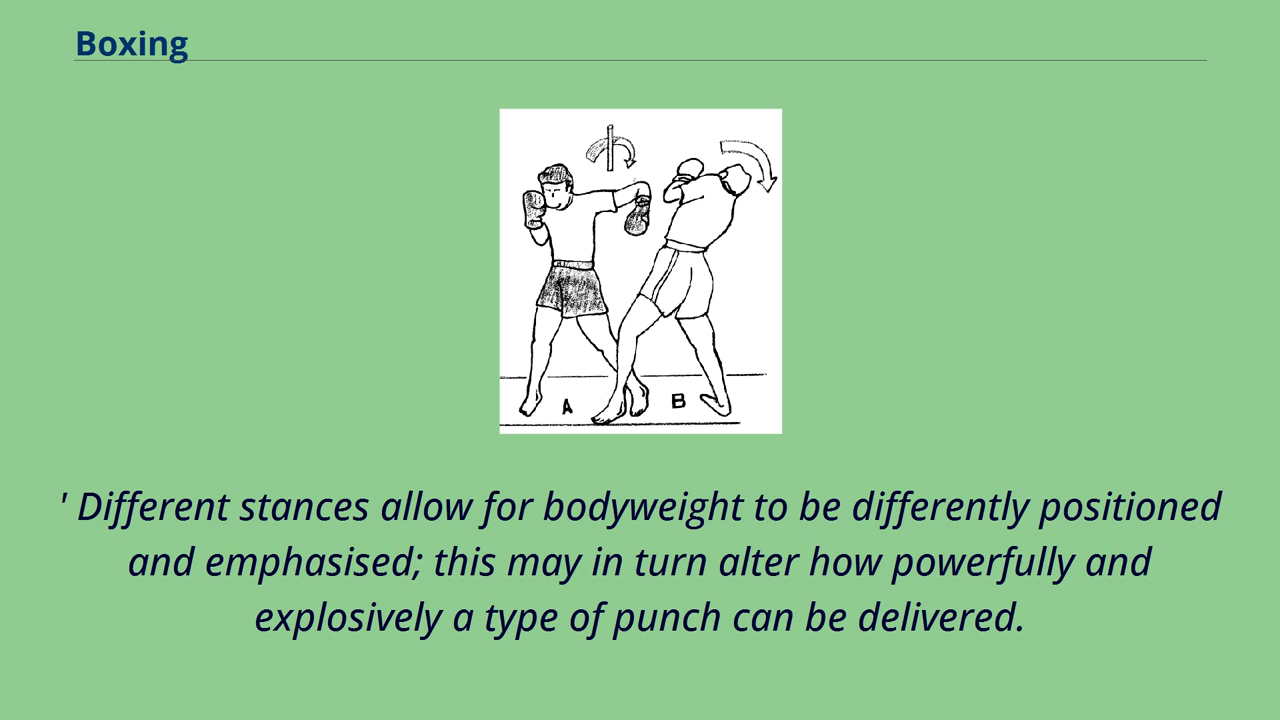 Boxing
A
B
' Different stances allow for bodyweight to be differently positioned
and emphasised; this may in turn alter how powerfully and
explosively a type of punch can be delivered.